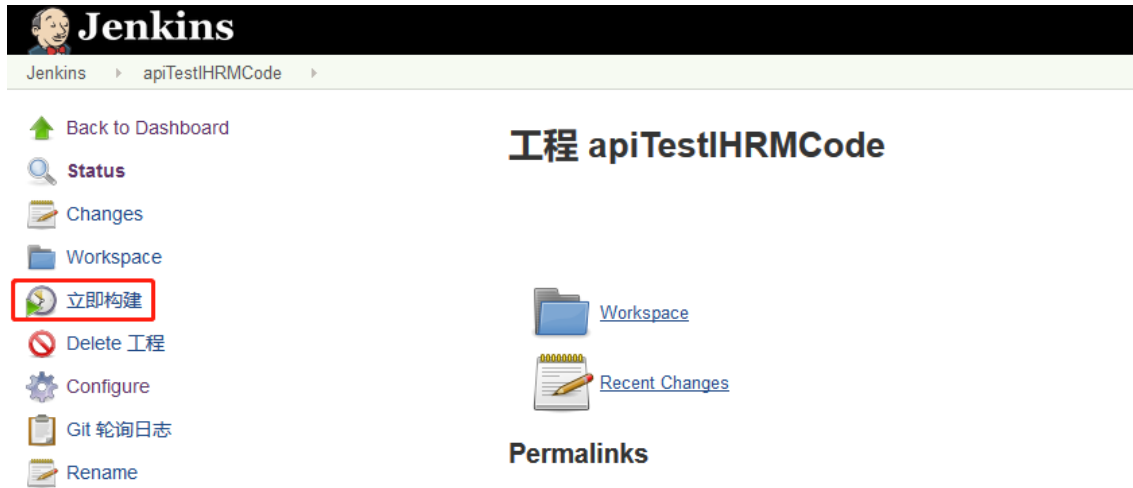 Jenkins
Jenkins apiTestIHRMCode
Back to Dashboard
Status
Changes
Workspace
立即构建
Delete 工程
Configure
Git 轮询日志
Rename
工程 apiTestIHRMCode
Workspace
Recent Changes
Permalinks